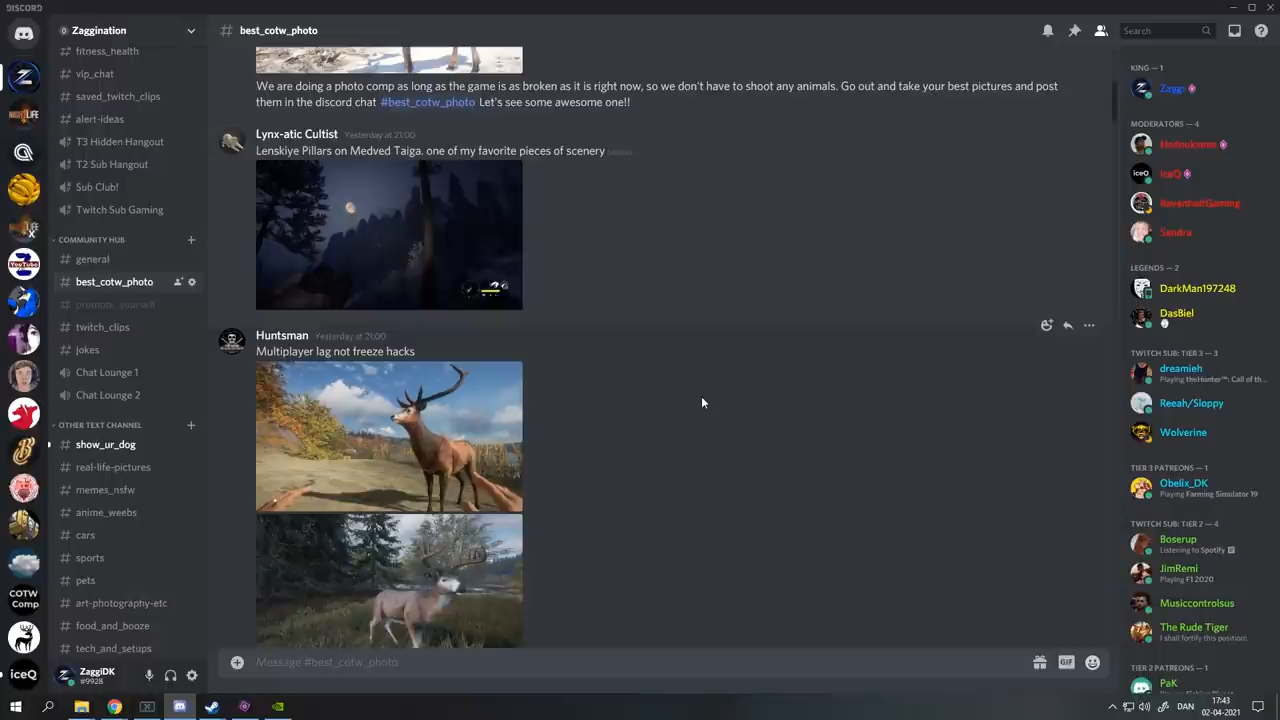 DISCORD
Zaggination
best_cotw_photo
Search
fitness_health
vip_chat
saved_twitch_clips
alert-ideas
T3 Hidden Hangout
T2 Sub Hangout
Sub Club!
Twitch Sub Gaming
COMMUNITY HUB
general
best_cotw_photo
promote_yourself
twitch_clips
jokes
Chat Lounge 1
Chat Lounge 2
OTHER TEXT CHANNEL
show_ur_dog
real-life-pictures
memes_nsfw
anime_weebs
cars
sports
pets
art-photography-etc
food_and_booze
tech_and_setups
ZaggiDK
#9928
We are doing a photo comp as long as the game is as broken as it is right now, so we don't have to shoot any animals. Go out and take your best pictures and post
them in the discord chat #best_cotw_photo Let's see some awesome one!!
Lynx-atic Cultist Yesterday at 21:00
Lenskiye Pillars on Medved Taiga. one of my favorite pieces of scenery (edited)
Huntsman Yesterday at 21:00
Multiplayer lag not freeze hacks
Message #best_cotw_photo
GIF
KING — 1
Zaggi
MODERATORS — 4
IceQ
RavenholtGaming
Sendra
LEGENDS — 2
DarkMan197248
DasBiel
TWITCH SUB: TIER 3 — 3
dreamieh
Playing theHunter™: Call of th...
Reeah/Sloppy
Wolverine
TIER 3 PATREONS — 1
Obelix_DK
Playing Farming Simulator 19
TWITCH SUB: TIER 2 — 4
Boserup
Listening to Spotify
JimRemi
Playing F1 2020
Musiccontrolsus
The Rude Tiger
I shall fortify this position!
TIER 2 PATREONS — 1
PaK
YouTube
COTW
Comp
iceQ
iceQ
DAN
17:43
02-04-2021